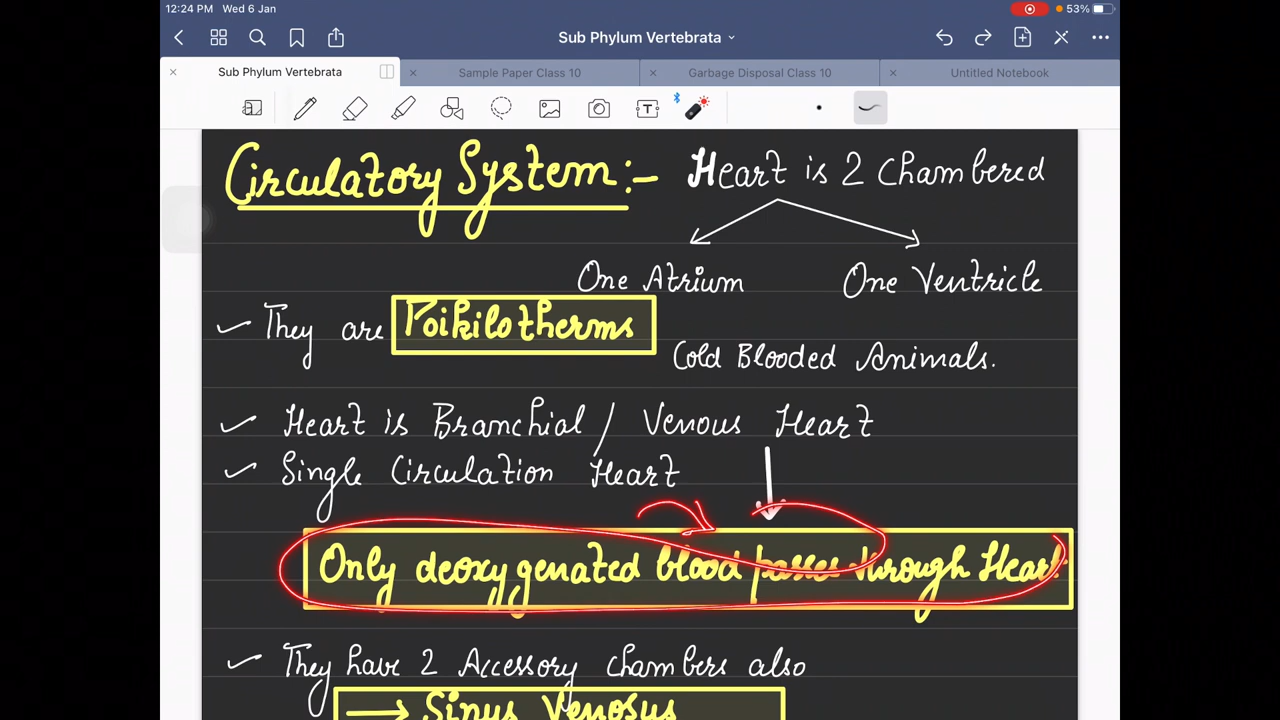 12:24 PM Wed 6 Jan
53%
Sub Phylum Vertebrata
Sub Phylum Vertebrata
Sample Paper Class 10
Garbage Disposal Class 10
Untitled Notebook
Circulatory System:- Heart is 2 Chambered
One Atrium One Ventricle
They are Poikilotherms
Cold Blooded Animals.
Heart is Branchial / Venous Heart
Single Circulation Heart
Only deoxygenated blood passes through Heart.
They have 2 Accessory chambers also
→ Sinus Venosus